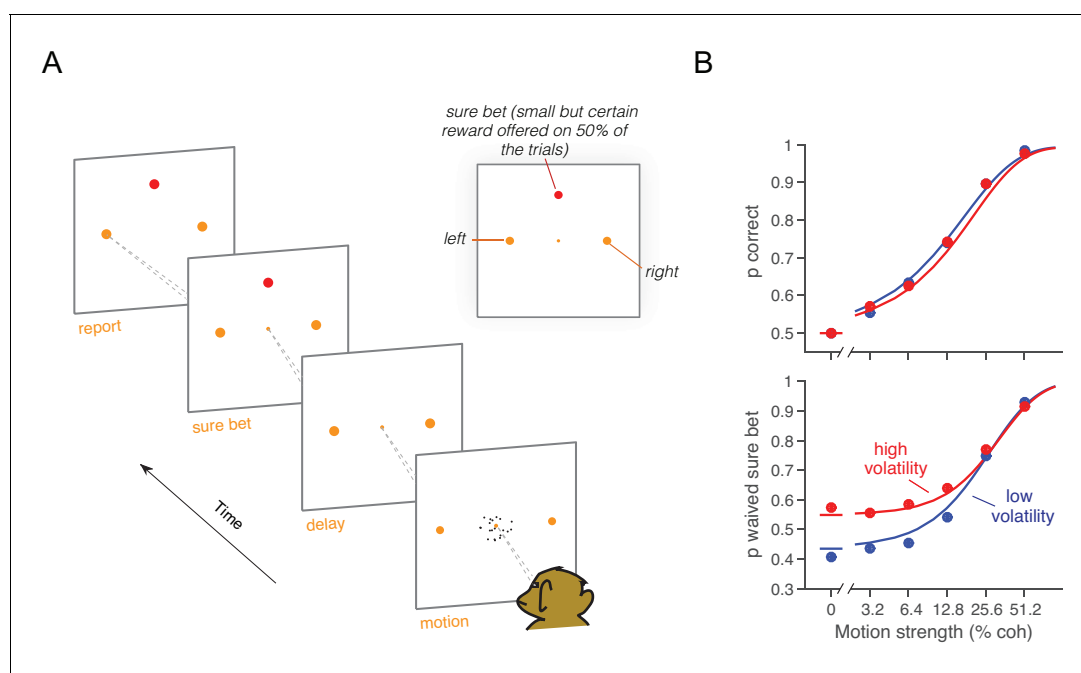 A
sure bet (small but certain
reward offered on 50% of
the trials)
left
right
report
sure bet
delay
motion
Time
B
p correct
1
0.9
0.8
0.7
0.6
0.5
p waived sure bet
1
0.9
0.8
0.7
0.6
0.5
0.4
0.3
high
volatility
low
volatility
0 3.2 6.4 12.8 25.6 51.2
Motion strength (% coh)